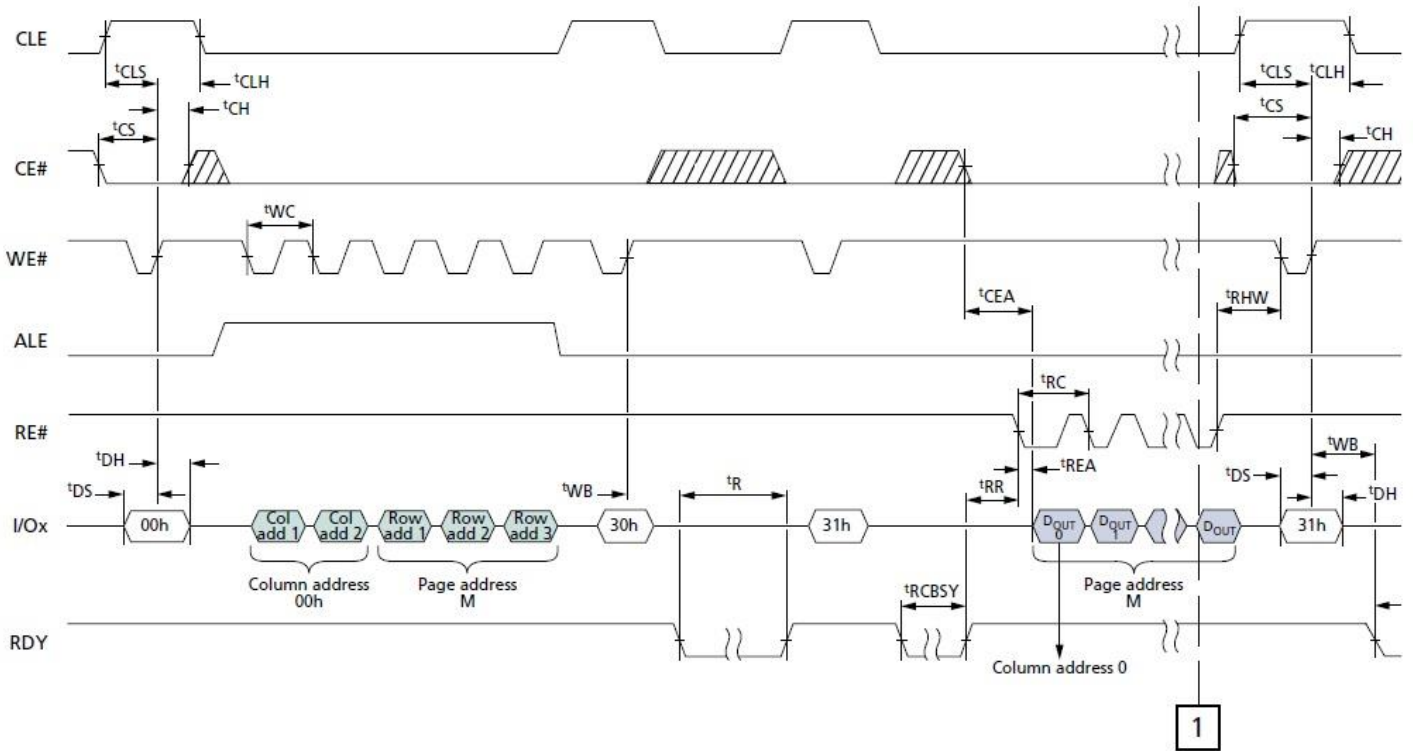 CLE
tCLS
tCLH
tCLS
tCLH
tCH
tCS
tCS
tCH
CE#
tWC
WE#
tCEA
tRHW
ALE
tRC
RE#
tDH
tREA
tWB
tDS
tWB
tR
tRR
tDS
tDH
I/Ox
00h
Col add 1
Col add 2
Row add 1
Row add 2
Row add 3
30h
31h
DOUT 0
DOUT 1
DOUT
31h
Column address 00h
Page address M
tRCBSY
Page address M
RDY
Column address 0
1